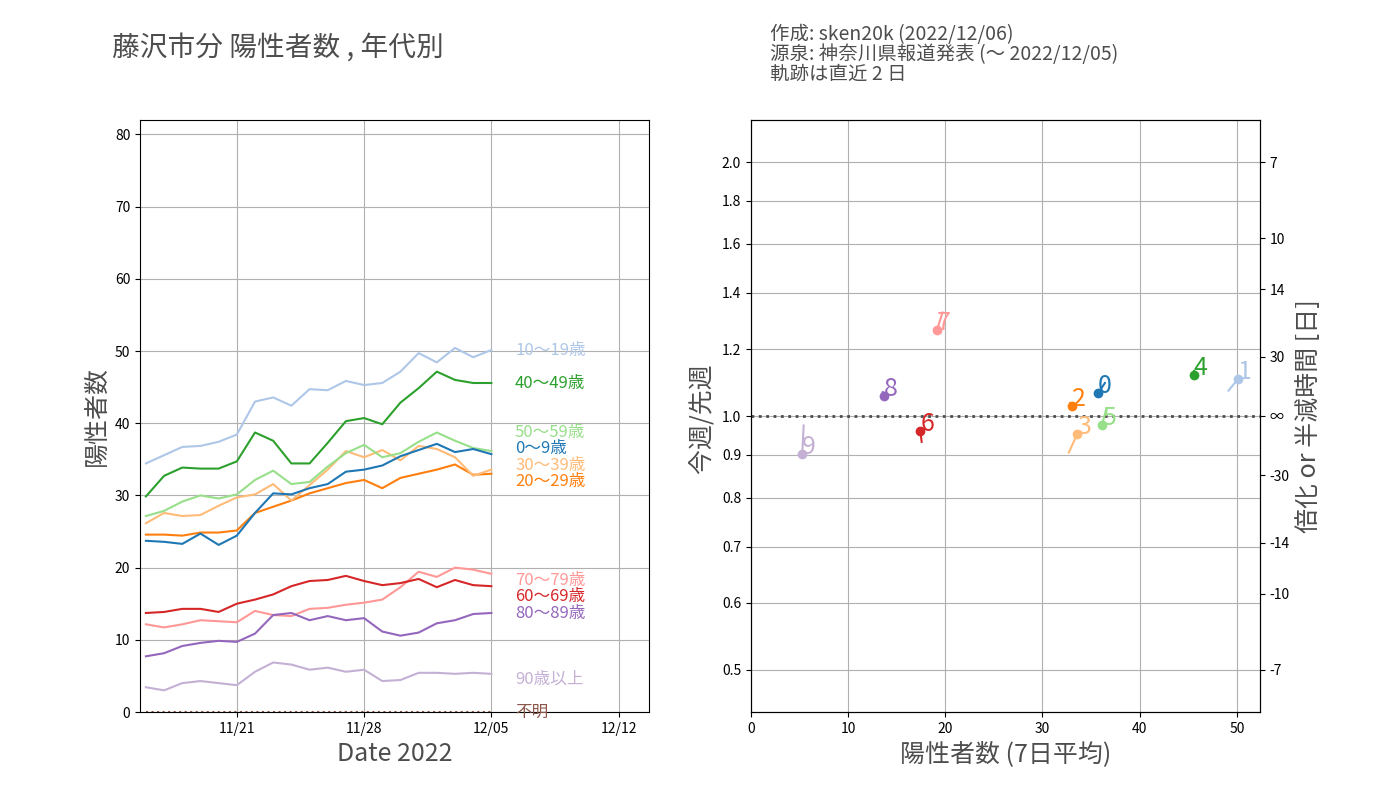 藤沢市分 陽性者数 , 年代別
作成: sken20k (2022/12/06)
源泉: 神奈川県報道発表 (〜 2022/12/05)
軌跡は直近 2 日
陽性者数
80
70
60
50
40
30
20
10
0
10〜19歳
40〜49歳
50〜59歳
0〜9歳
30〜39歳
20〜29歳
70〜79歳
60〜69歳
80〜89歳
90歳以上
不明
11/21
11/28
12/05
12/12
Date 2022
今週/先週
2.0
1.8
1.6
1.4
1.2
1.0
0.9
0.8
0.7
0.6
0.5
7
8
4
1
0
2
6
5
3
9
7
10
14
30
∞
-30
-14
-10
-7
倍化 or 半減時間 [日]
0
10
20
30
40
50
陽性者数 (7日平均)